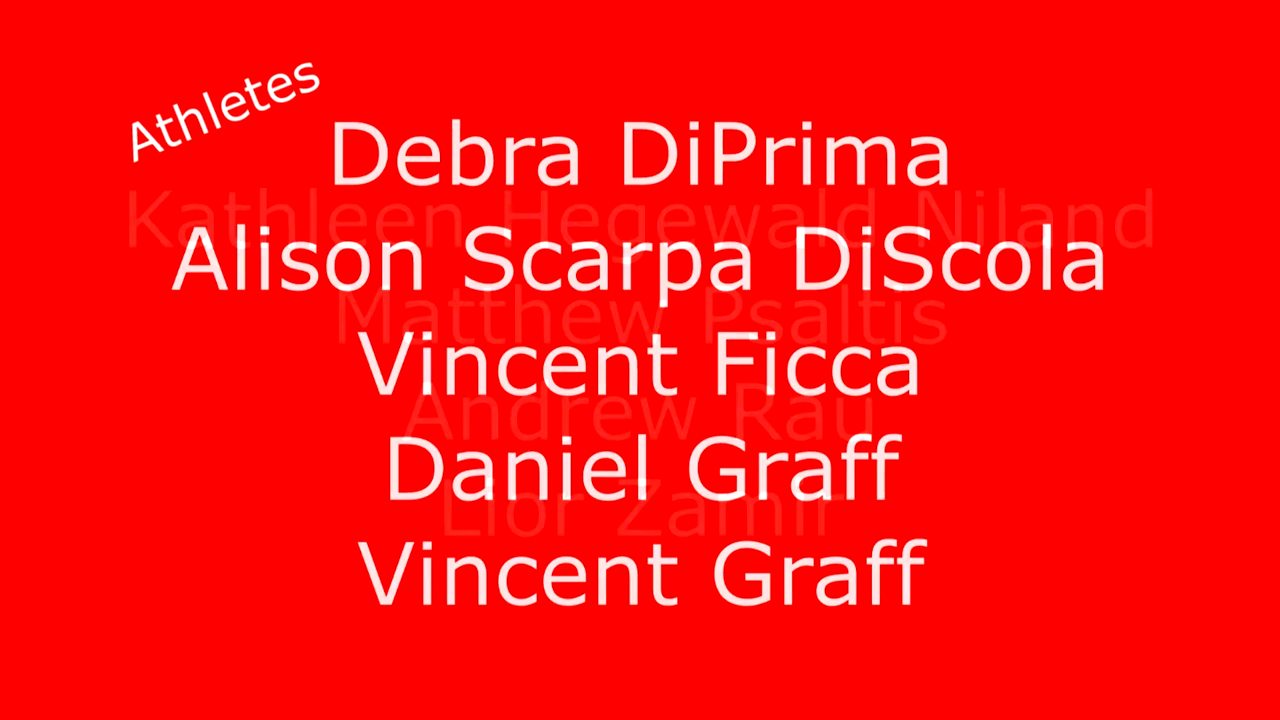 Athletes
Debra DiPrima
Kathleen Hegewald Niland
Alison Scarpa DiScola
Matthew Psaltis
Vincent Ficca
Andrew Rau
Daniel Graff
Lior Zamir
Vincent Graff